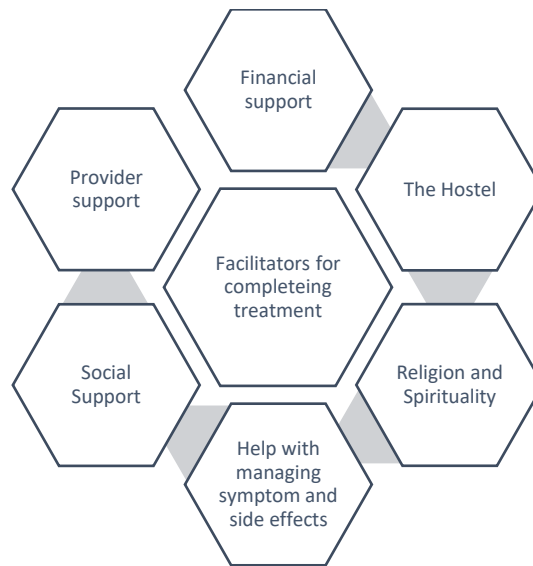 Financial
support
Provider
support
The Hostel
Facilitators for
completeing
treatment
Social
Support
Religion and
Spirituality
Help with
managing
symptom and
side effects